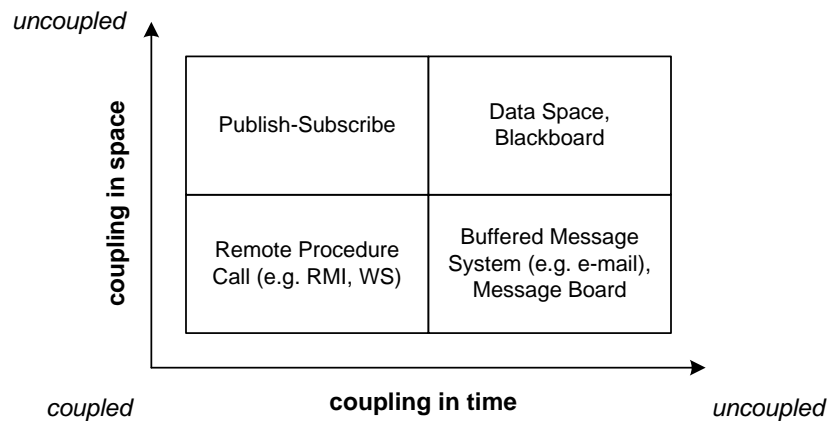 uncoupled
coupling in space
Publish-Subscribe
Data Space,
Blackboard
Remote Procedure
Call (e.g. RMI, WS)
Buffered Message
System (e.g. e-mail),
Message Board
coupled
coupling in time
uncoupled